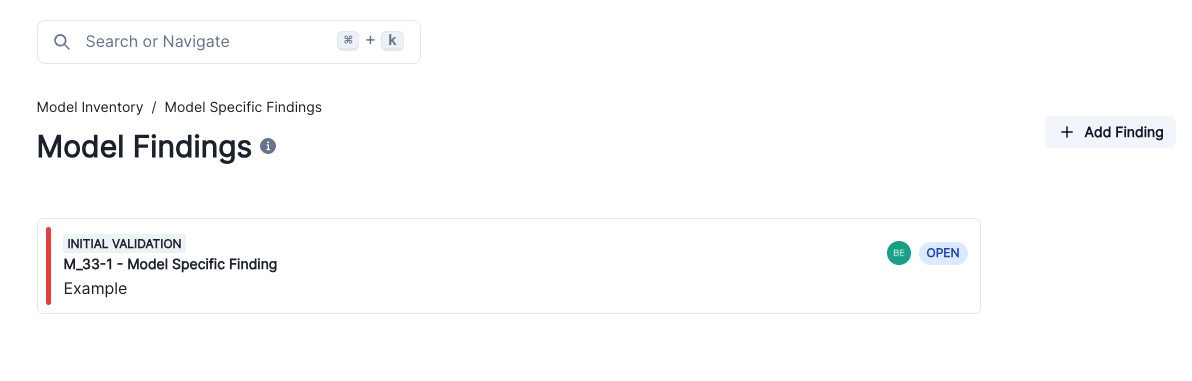 Search or Navigate ⌘ + k
Model Inventory / Model Specific Findings
Model Findings
+ Add Finding
INITIAL VALIDATION
M_33-1 - Model Specific Finding
BE OPEN
Example